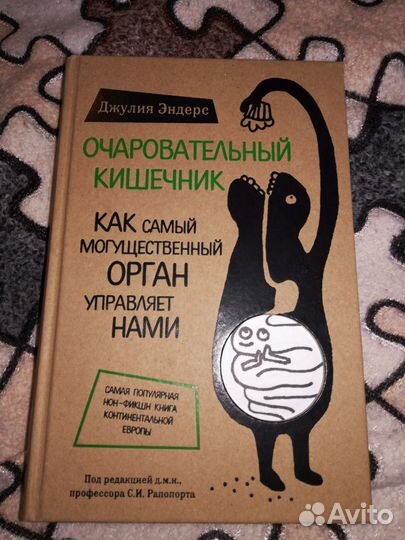 Джулия Эндерс
ОЧАРОВАТЕЛЬНЫЙ
КИШЕЧНИК
КАК САМЫЙ
МОГУЩЕСТВЕННЫЙ
ОРГАН
УПРАВЛЯЕТ
НАМИ
САМАЯ ПОПУЛЯРНАЯ
НОН-ФИКШН КНИГА
КОНТИНЕНТАЛЬНОЙ
ЕВРОПЫ
Под редакцией д.м.н.,
профессора С.И. Рапопорта
Avito